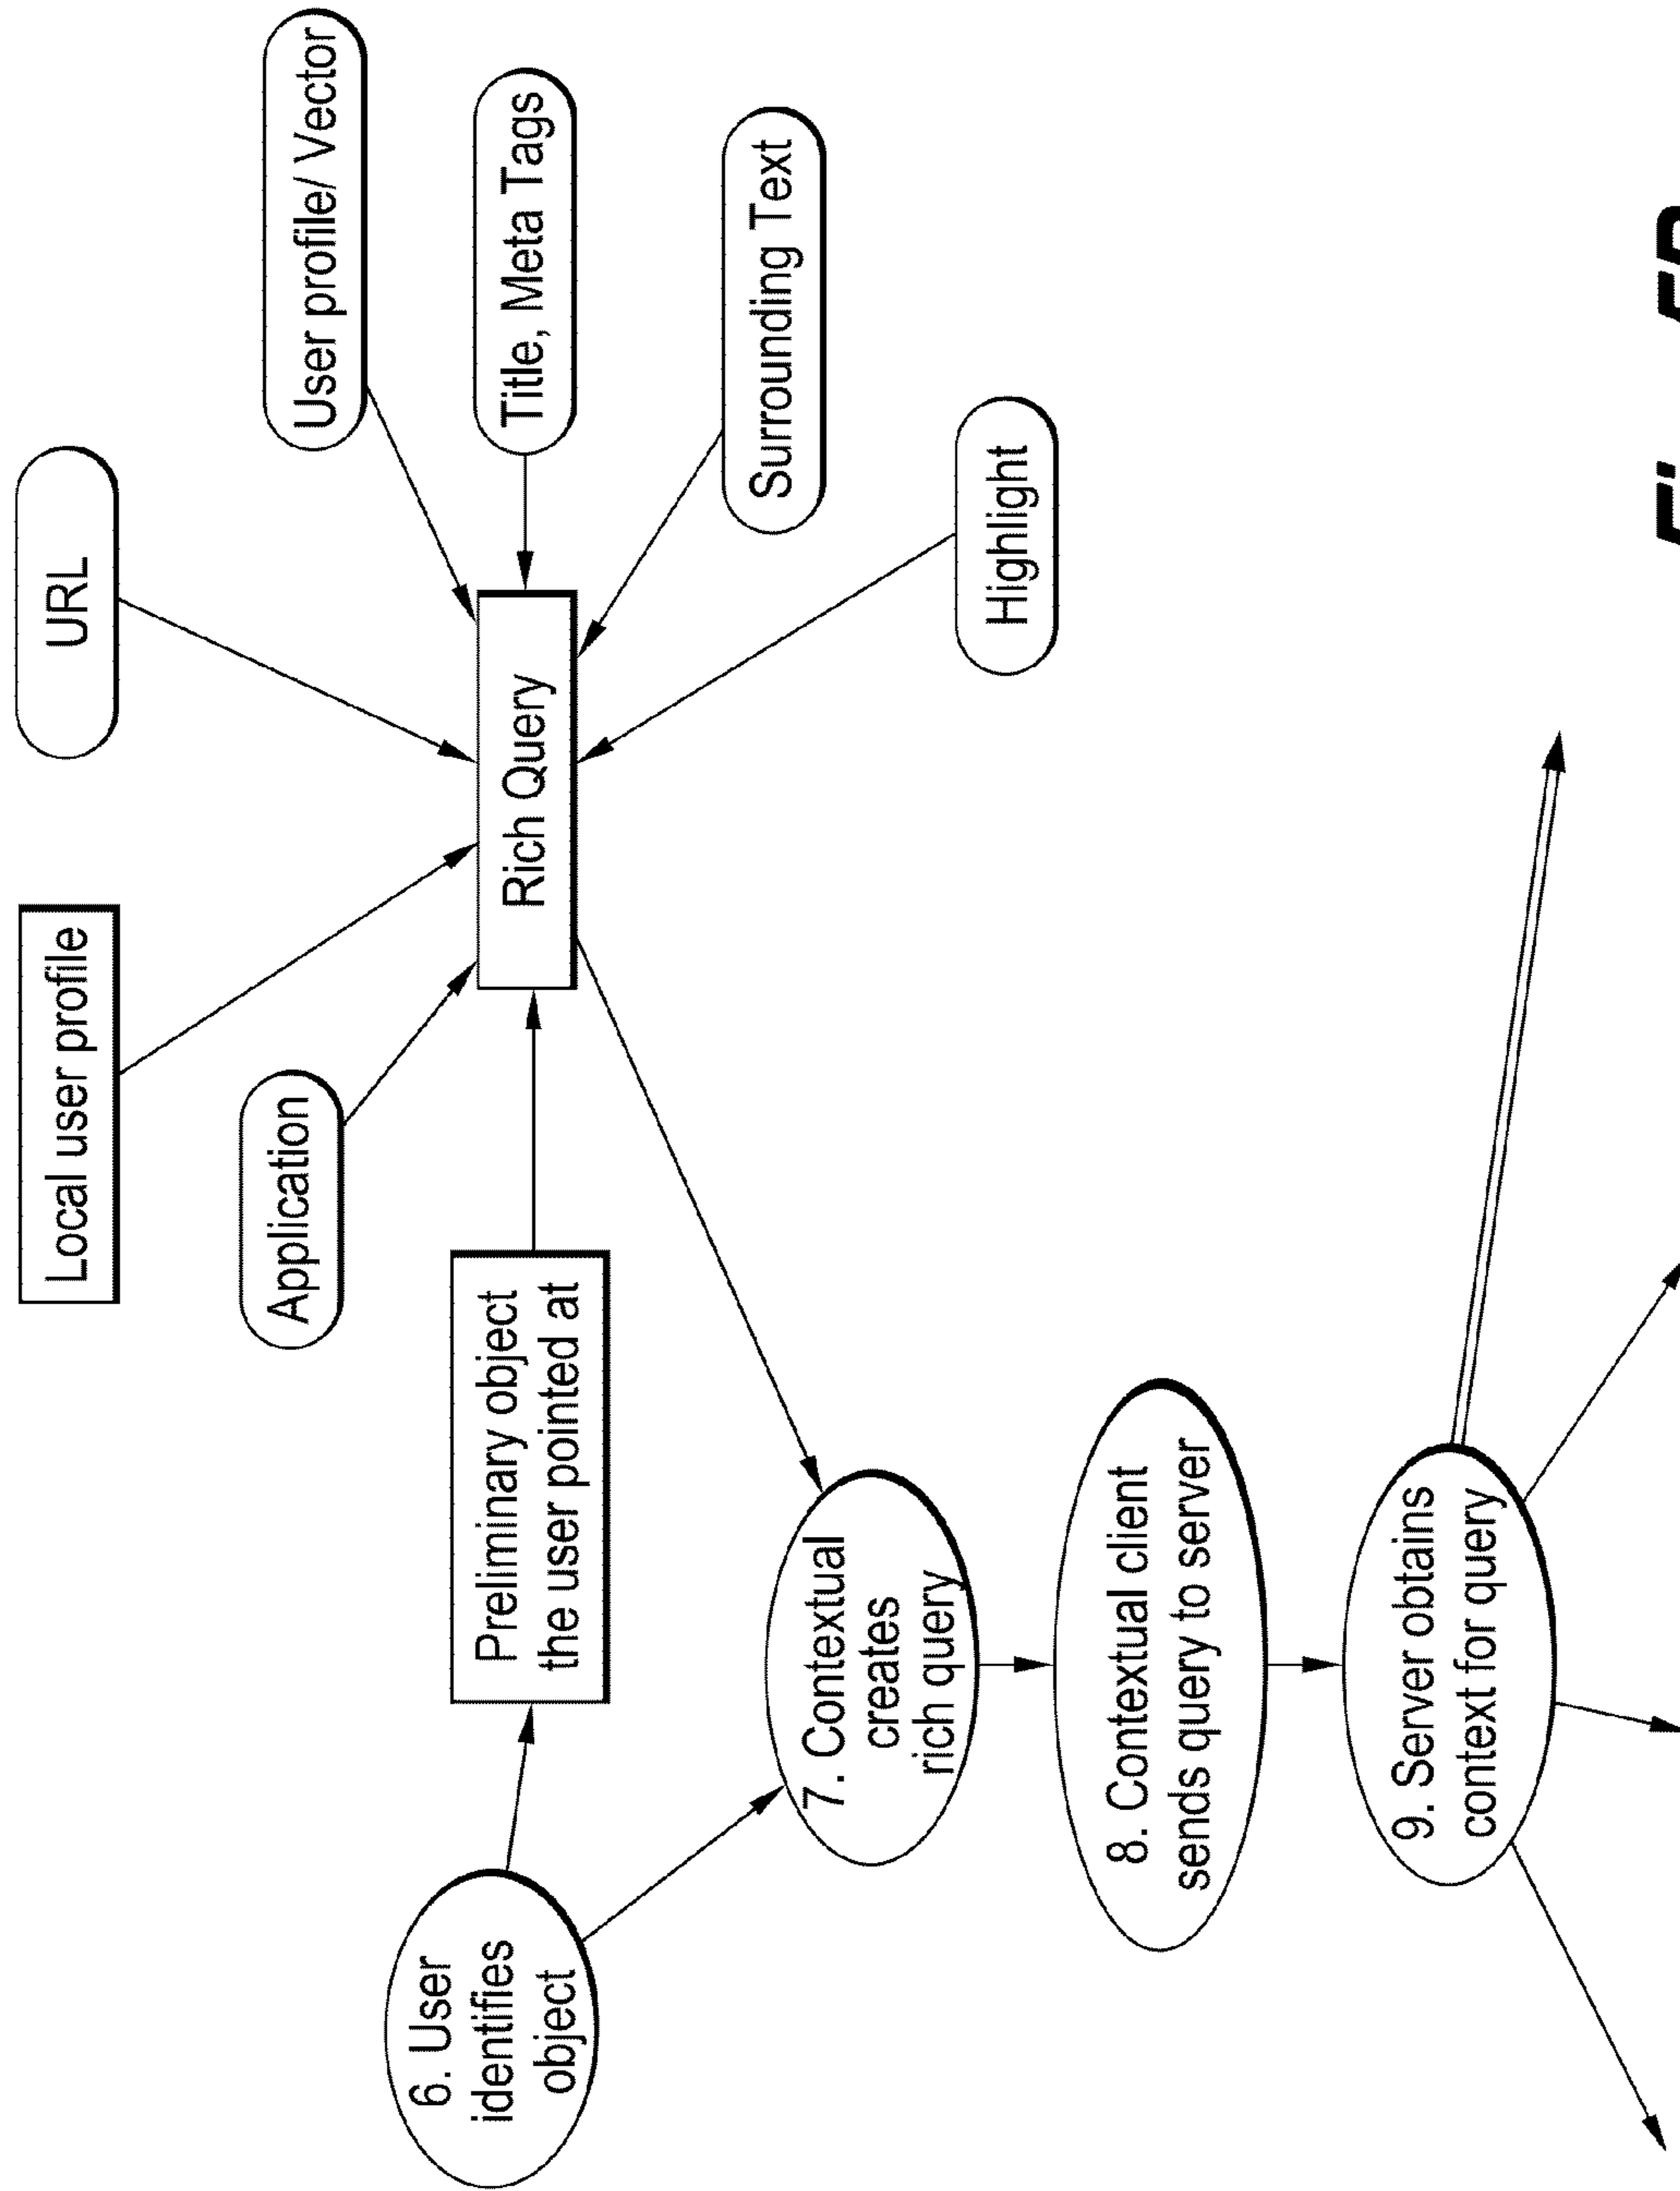 Local user profile
URL
Application
User profile/ Vector
6. User
identifies
object
Preliminary object
the user pointed at
Rich Query
Title, Meta Tags
Surrounding Text
7. Contextual
creates
rich query
Highlight
8. Contextual client
sends query to server
9. Server obtains
context for query